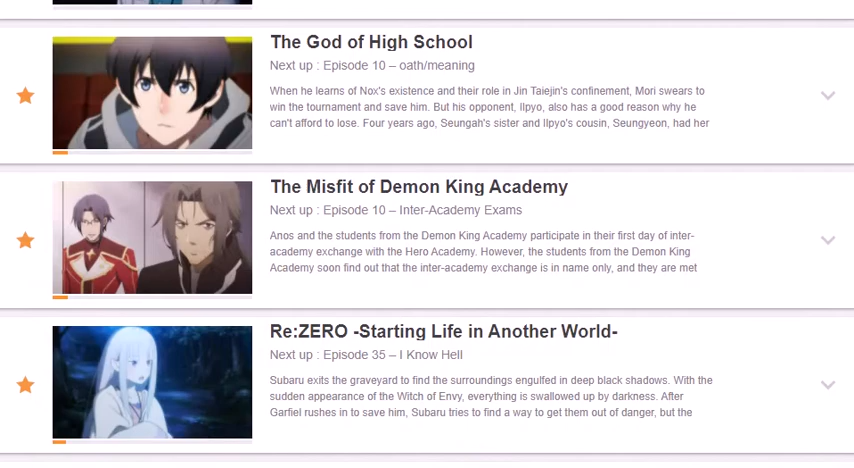 The God of High School
Next up : Episode 10 – oath/meaning
When he learns of Nox's existence and their role in Jin Taiejin's confinement, Mori swears to
win the tournament and save him. But his opponent, Ilpyo, also has a good reason why he
can't afford to lose. Four years ago, Seungah's sister and Ilpyo's cousin, Seungyeon, had her
The Misfit of Demon King Academy
Next up : Episode 10 – Inter-Academy Exams
Anos and the students from the Demon King Academy participate in their first day of inter-
academy exchange with the Hero Academy. However, the students from the Demon King
Academy soon find out that the inter-academy exchange is in name only, and they are met
Re:ZERO -Starting Life in Another World-
Next up : Episode 35 – I Know Hell
Subaru exits the graveyard to find the surroundings engulfed in deep black shadows. With the
sudden appearance of the Witch of Envy, everything is swallowed up by darkness. After
Garfiel rushes in to save him, Subaru tries to find a way to get them out of danger, but the